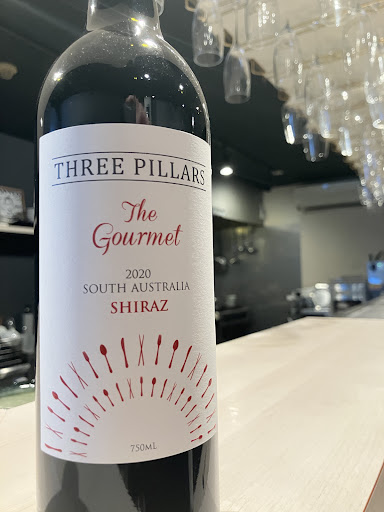 THREE PILLARS
The
Gourmet
2020
SOUTH AUSTRALIA
SHIRAZ
750ML